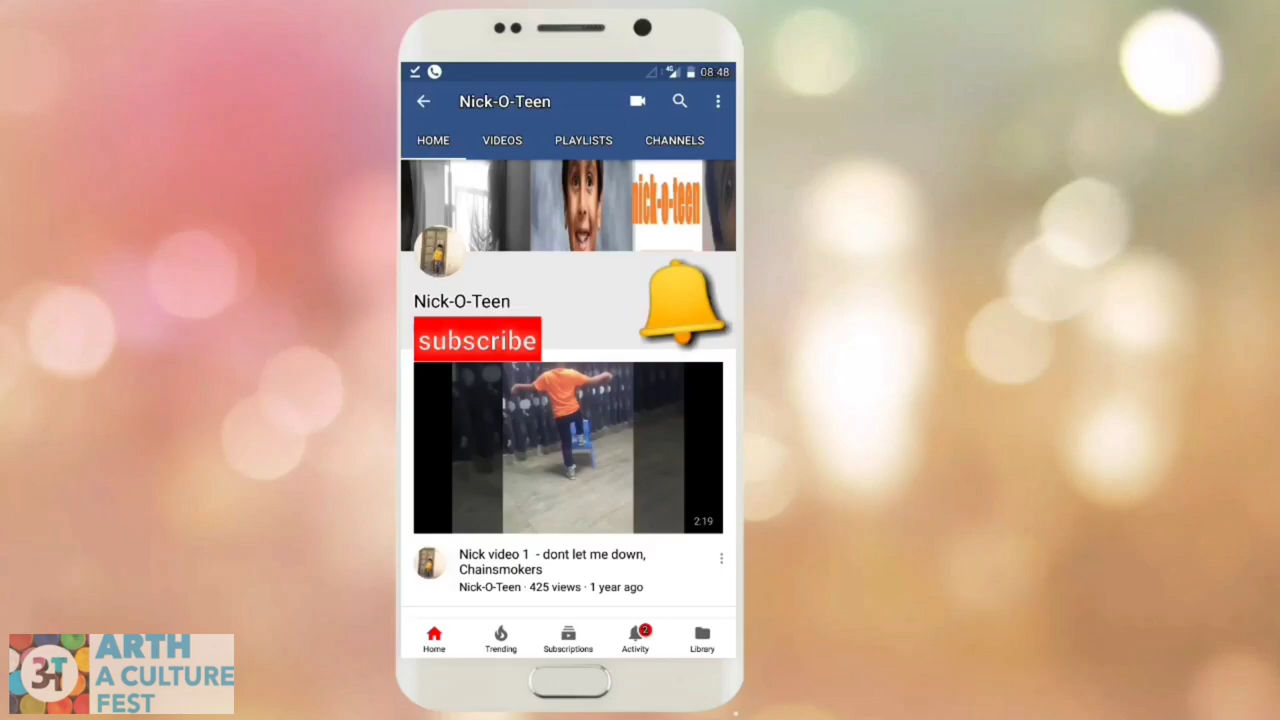 4G 08:48
Nick-O-Teen
HOME VIDEOS PLAYLISTS CHANNELS
nick-o-teen
Nick-O-Teen
subscribe
2:19
Nick video 1 - dont let me down,
Chainsmokers
Nick-O-Teen · 425 views · 1 year ago
2
Home Trending Subscriptions Activity Library
ARTH
A CULTURE
FEST